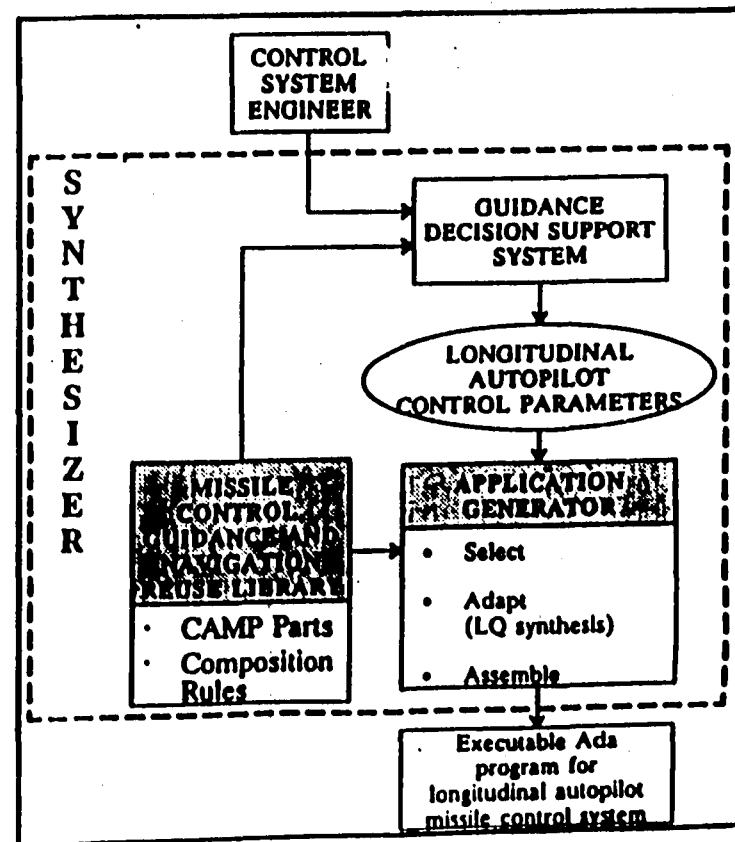 CONTROL
SYSTEM
ENGINEER
SYNTHESIZER
GUIDANCE
DECISION SUPPORT
SYSTEM
LONGITUDINAL
AUTOPILOT
CONTROL PARAMETERS
MISSILE
CONTROL
GUIDANCE AND
NAVIGATION
REUSE LIBRARY
· CAMP Parts
· Composition
Rules
APPLICATION
GENERATOR
• Select
• Adapt
(LQ synthesis)
• Assemble
Executable Ada
program for
longitudinal autopilot
missile control system